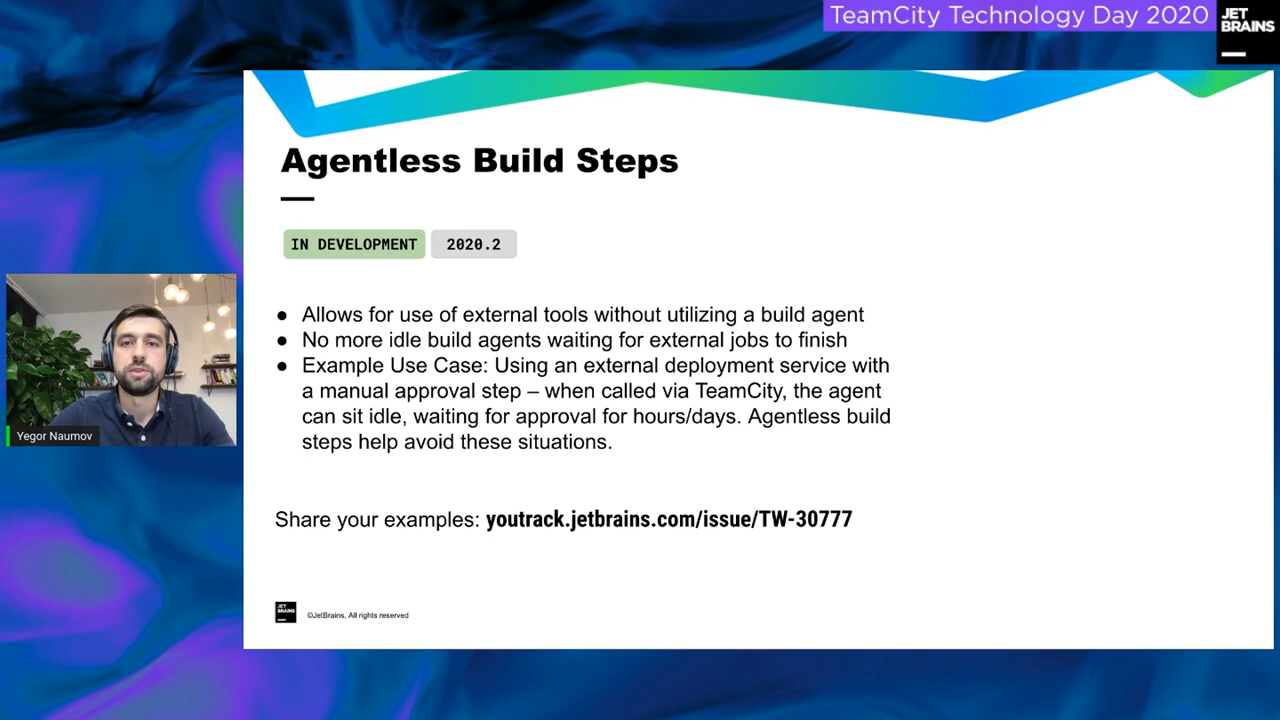 TeamCity Technology Day 2020
JET
BRAINS
Agentless Build Steps
IN DEVELOPMENT
2020.2
● Allows for use of external tools without utilizing a build agent
● No more idle build agents waiting for external jobs to finish
● Example Use Case: Using an external deployment service with
a manual approval step – when called via TeamCity, the agent
can sit idle, waiting for approval for hours/days. Agentless build
steps help avoid these situations.
Yegor Naumov
Share your examples: youtrack.jetbrains.com/issue/TW-30777
JET
BRAINS
©JetBrains. All rights reserved